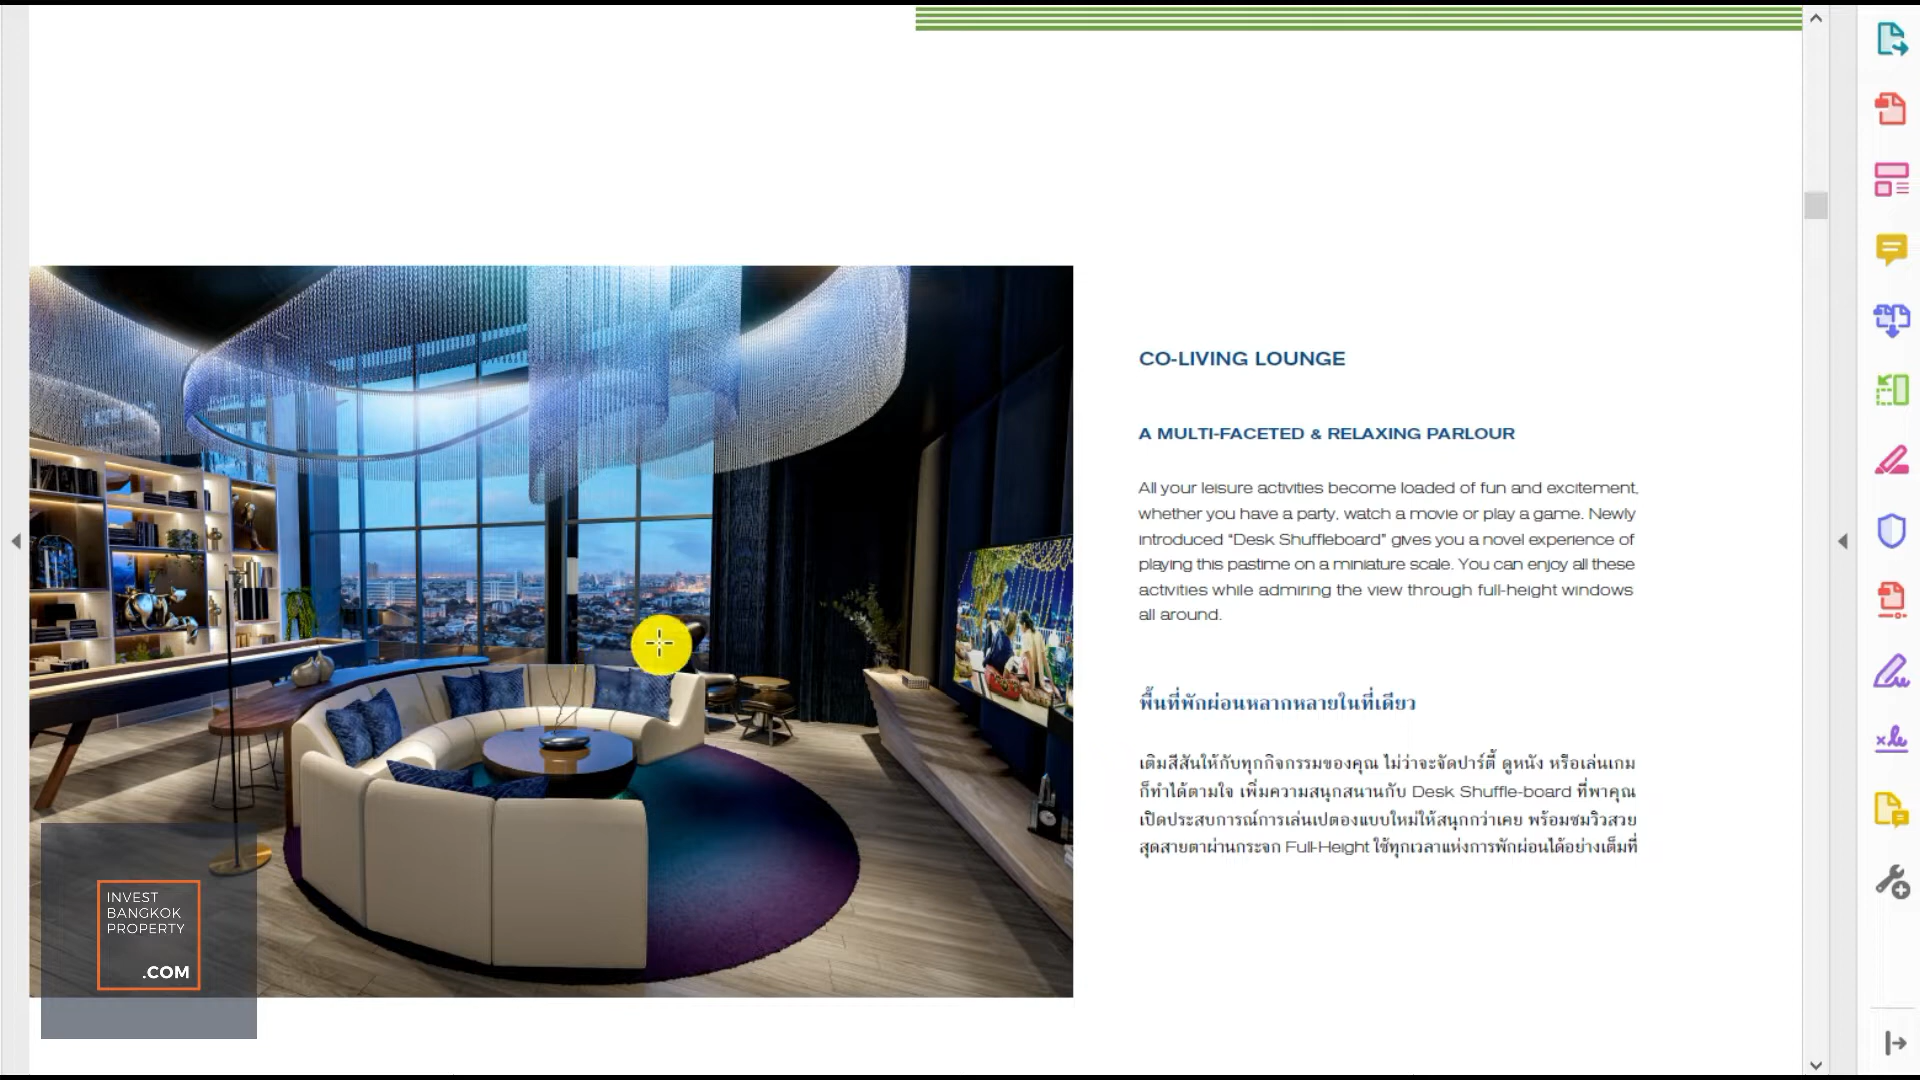 CO-LIVING LOUNGE
A MULTI-FACETED & RELAXING PARLOUR
All your leisure activities become loaded of fun and excitement,
whether you have a party, watch a movie or play a game. Newly
introduced “Desk Shuffleboard” gives you a novel experience of
playing this pastime on a miniature scale. You can enjoy all these
activities while admiring the view through full-height windows
all around.
พื้นที่พักผ่อนหลากหลายในที่เดียว
เติมสีสันให้กับทุกกิจกรรมของคุณ ไม่ว่าจะจัดปาร์ตี้ ดูหนัง หรือเล่นเกม
ก็ทำได้ตามใจ เพิ่มความสนุกสนานกับ Desk Shuffle-board ที่พาคุณ
เปิดประสบการณ์การเล่นเปตองแบบใหม่ให้สนุกกว่าเคย พร้อมชมวิวสวย
สุดสายตาผ่านกระจก Full-Height ใช้ทุกเวลาแห่งการพักผ่อนได้อย่างเต็มที่
INVEST
BANGKOK
PROPERTY
.COM